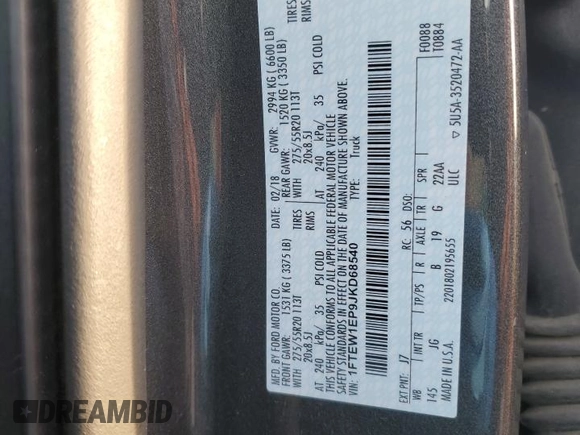 MFD. BY FORD MOTOR CO.
DATE: 02/18 GVWR: 2994 KG ( 6600 LB)
FRONT GAWR: 1531 KG ( 3375 LB) REAR GAWR: 1520 KG ( 3350 LB)
WITH 275/55R20 113T TIRES WITH 275/55R20 113T TIRES
20x8.5J RIMS 20x8.5J RIMS
AT 240 kPa/ 35 PSI COLD AT 240 kPa/ 35 PSI COLD
THIS VEHICLE CONFORMS TO ALL APPLICABLE FEDERAL MOTOR VEHICLE
SAFETY STANDARDS IN EFFECT ON THE DATE OF MANUFACTURE SHOWN ABOVE.
VIN: 1FTEW1EP9JKD68540 TYPE: Truck
EXT PNT: J7 RC: 56 DSO: F0088
T0884
WB INT TR TP/PS R AXLE TR SPR
145 JG B 19 G 22AA
ULC
MADE IN U.S.A. 2201802195655 5U5A-3520472-AA
DREAMBID